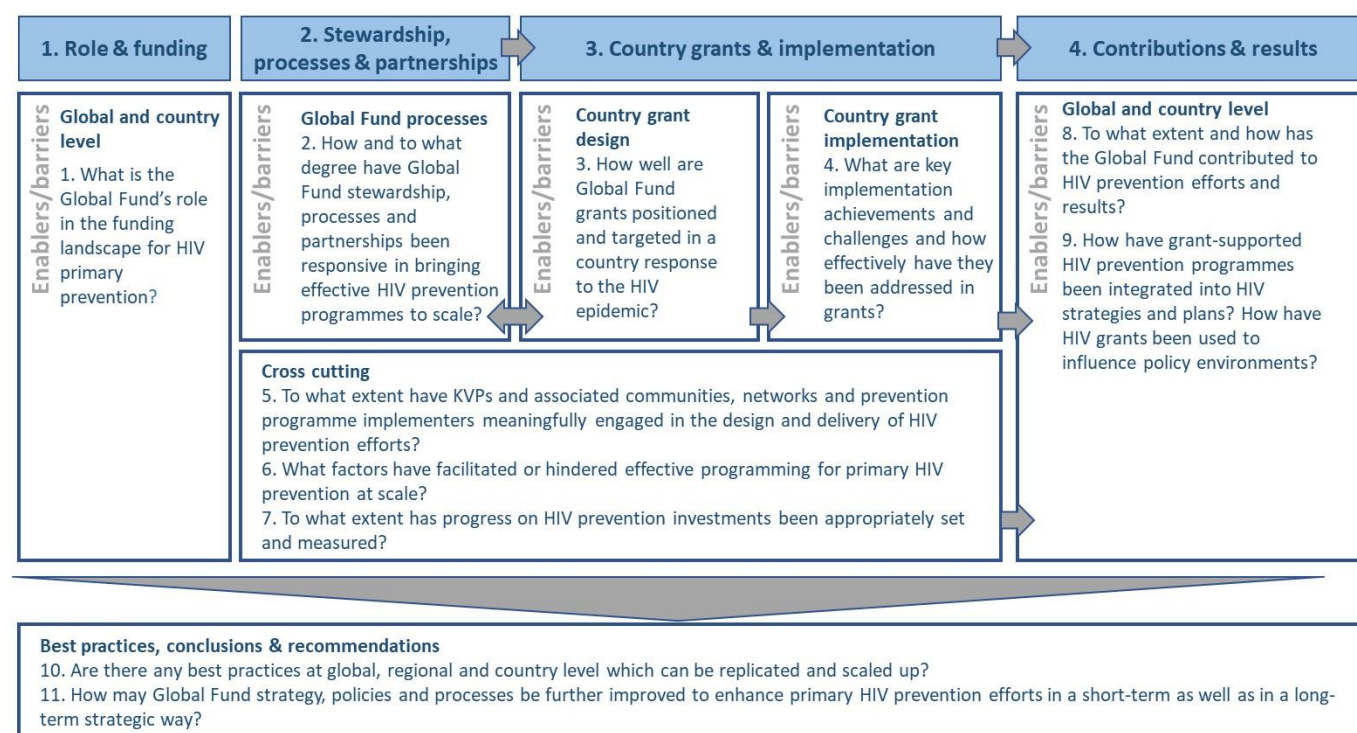 1. Role & funding
2. Stewardship,
processes & partnerships
3. Country grants & implementation
4. Contributions & results
Enablers/barriers
Global and country
level
1. What is the
Global Fund's role
in the funding
landscape for HIV
primary
prevention?
Enablers/barriers
Global Fund processes
2. How and to what
degree have Global
Fund stewardship,
processes and
partnerships been
responsive in bringing
effective HIV prevention
programmes to scale?
Enablers/barriers
Country grant
design
3. How well are
Global Fund
grants positioned
and targeted in a
country response
to the HIV
epidemic?
Enablers/barriers
Country grant
implementation
4. What are key
implementation
achievements and
challenges and how
effectively have they
been addressed in
grants?
Enablers/barriers
Global and country level
8. To what extent and how has
the Global Fund contributed to
HIV prevention efforts and
results?
9. How have grant-supported
HIV prevention programmes
been integrated into HIV
strategies and plans? How have
HIV grants been used to
influence policy environments?
Cross cutting
5. To what extent have KVPs and associated communities, networks and prevention
programme implementers meaningfully engaged in the design and delivery of HIV
prevention efforts?
6. What factors have facilitated or hindered effective programming for primary HIV
prevention at scale?
7. To what extent has progress on HIV prevention investments been appropriately set
and measured?
Best practices, conclusions & recommendations
10. Are there any best practices at global, regional and country level which can be replicated and scaled up?
11. How may Global Fund strategy, policies and processes be further improved to enhance primary HIV prevention efforts in a short-term as well as in a long-
term strategic way?